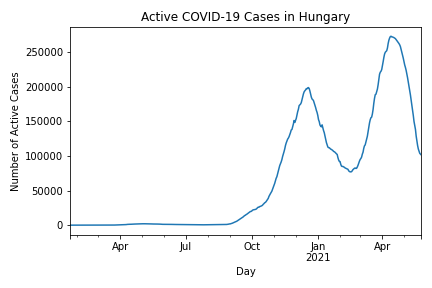 Active COVID-19 Cases in Hungary
Number of Active Cases
250000
200000
150000
100000
50000
0
Apr
Jul
Oct
Jan
2021
Apr
Day